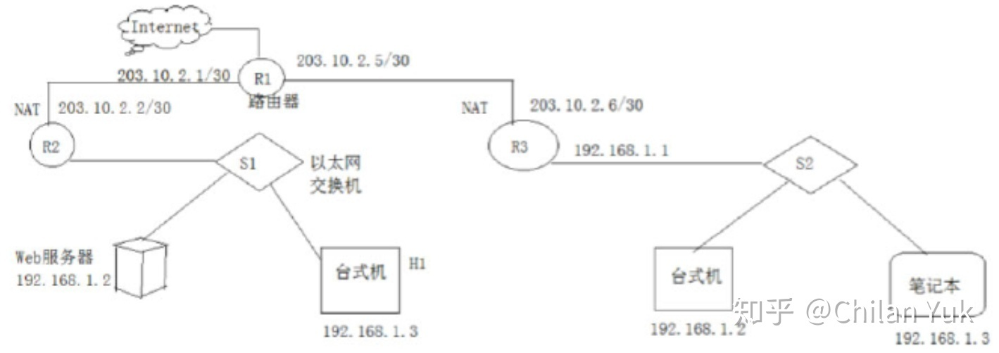 Internet
203.10.2.5/30
203.10.2.1/30
R1
路由器
NAT
203.10.2.2/30
NAT
203.10.2.6/30
R2
R3
192.168.1.1
S1
以太网
交换机
S2
Web服务器
192.168.1.2
台式机
H1
192.168.1.3
台式机
192.168.1.2
笔记本
192.168.1.3
知乎 @Chilan Yuk